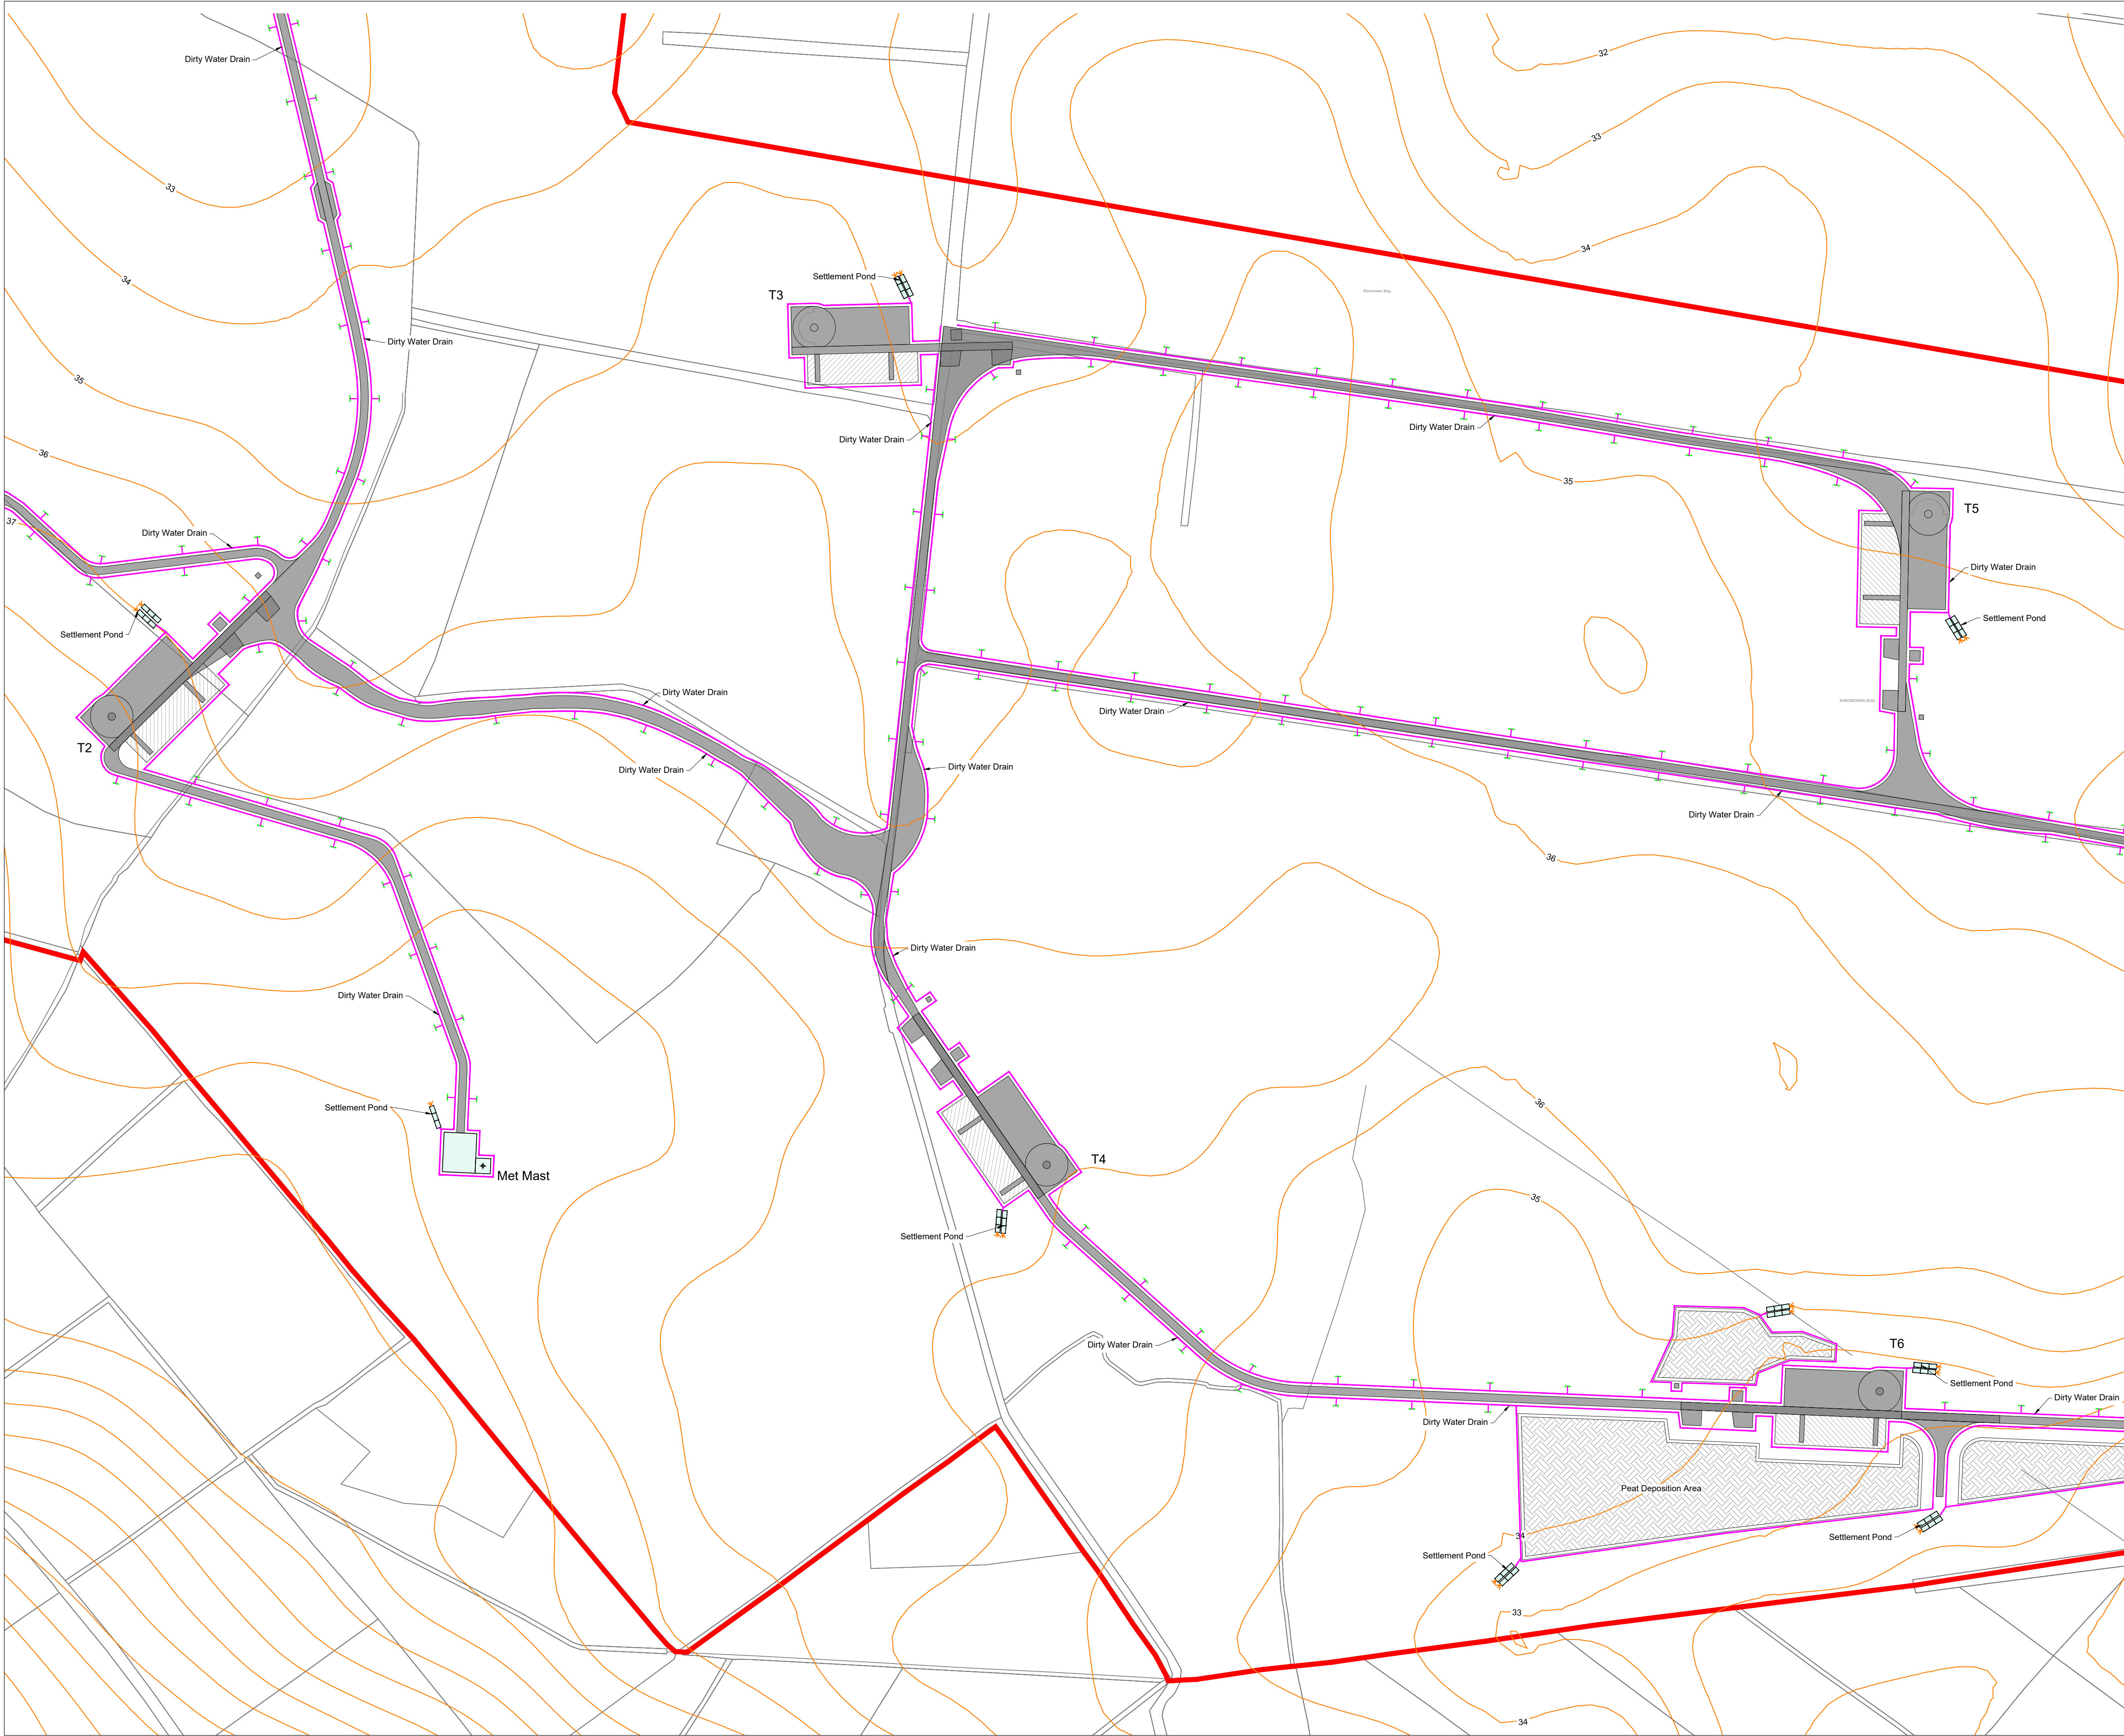 32
Dirty Water Drain
33
33
34
Settlement Pond
34
T3
Dirty Water Drain
35
Dirty Water Drain
Dirty Water Drain
36
35
T5
37
Dirty Water Drain
Dirty Water Drain
Settlement Pond
Settlement Pond
Dirty Water Drain
Dirty Water Drain
T2
Dirty Water Drain
Dirty Water Drain
Dirty Water Drain
36
Dirty Water Drain
Dirty Water Drain
36
Settlement Pond
T4
Met Mast
35
Settlement Pond
Dirty Water Drain
T6
Settlement Pond
Dirty Water Drain
Dirty Water Drain
Peat Deposition Area
34
Settlement Pond
Settlement Pond
33
34